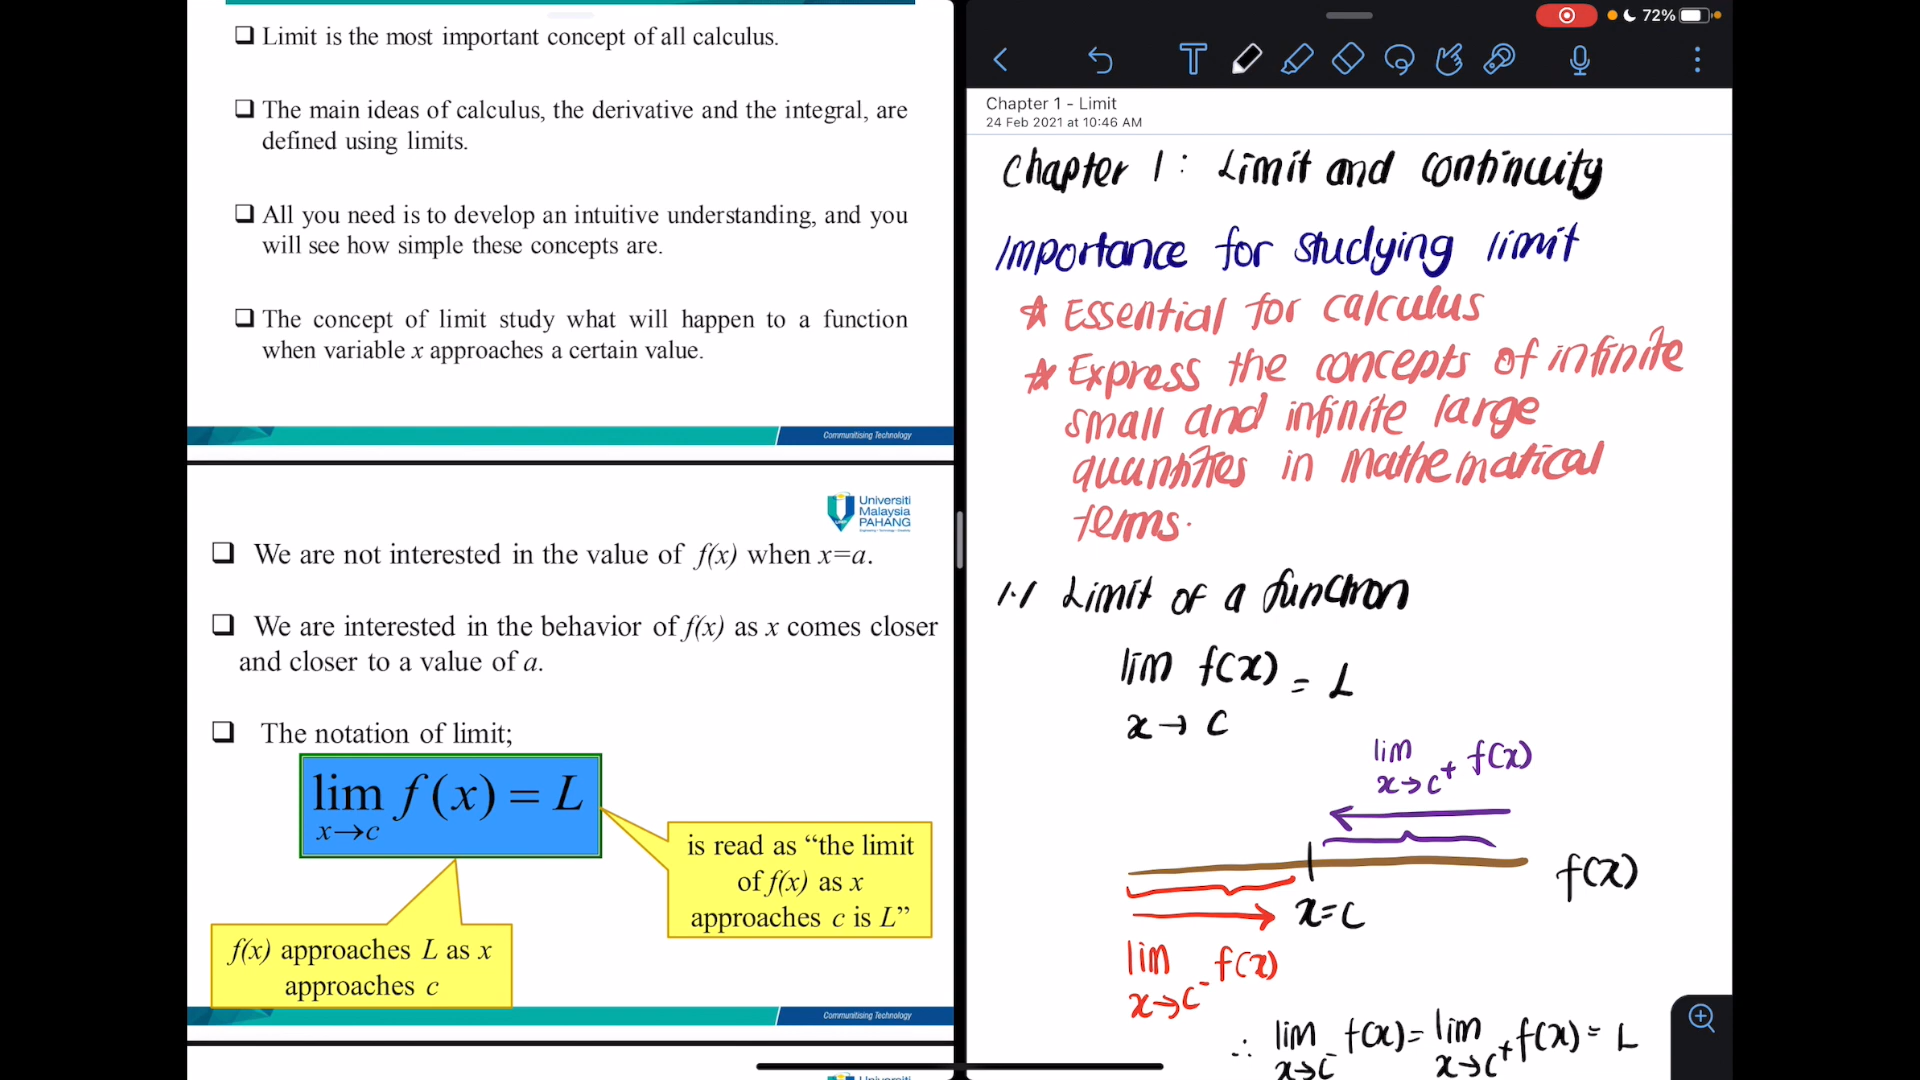 ❑ Limit is the most important concept of all calculus.
❑ The main ideas of calculus, the derivative and the integral, are
defined using limits.
❑ All you need is to develop an intuitive understanding, and you
will see how simple these concepts are.
❑ The concept of limit study what will happen to a function
when variable x approaches a certain value.
Communitising Technology
Universiti
Malaysia
PAHANG
❑ We are not interested in the value of f(x) when x=a.
❑ We are interested in the behavior of f(x) as x comes closer
and closer to a value of a.
❑ The notation of limit;
lim f(x) = L
x→c
is read as “the limit
of f(x) as x
approaches c is L”
f(x) approaches L as x
approaches c
Communitising Technology
72%
T
Chapter 1 - Limit
24 Feb 2021 at 10:46 AM
Chapter 1: Limit and continuity
Importance for studying limit
* Essential for calculus
* Express the concepts of infinite
small and infinite large
quantities in mathematical
terms.
1.1 Limit of a function
lim f(x) = L
x→c
lim f(x)
x→c⁺
f(x)
x=c
lim f(x)
x→c⁻
∴ lim f(x) = lim f(x) = L
x→c⁻ x→c⁺